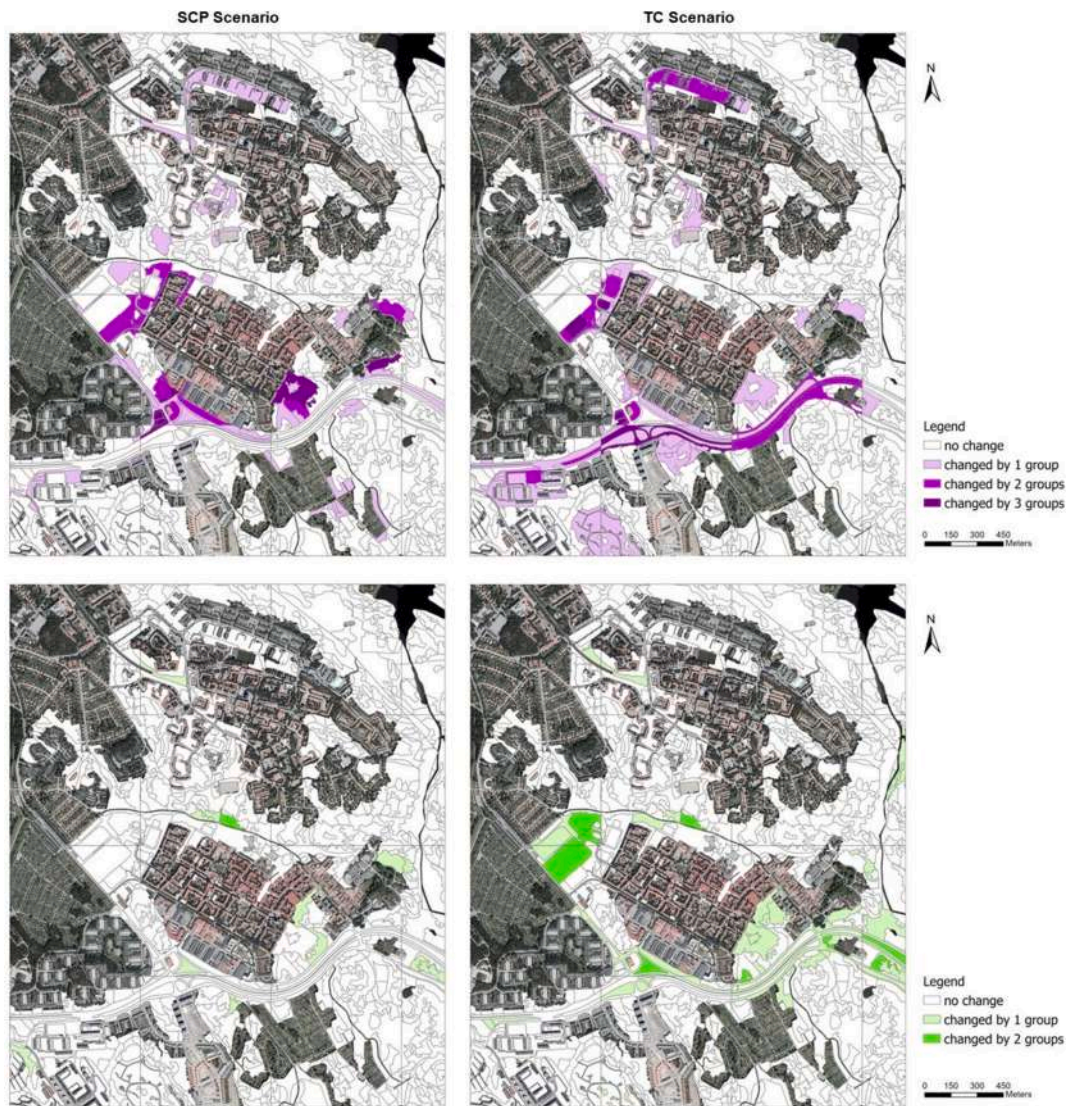 SCP Scenario
TC Scenario
N
Legend
no change
changed by 1 group
changed by 2 groups
changed by 3 groups
0 150 300 450
Meters
N
Legend
no change
changed by 1 group
changed by 2 groups
0 150 300 450
Meters